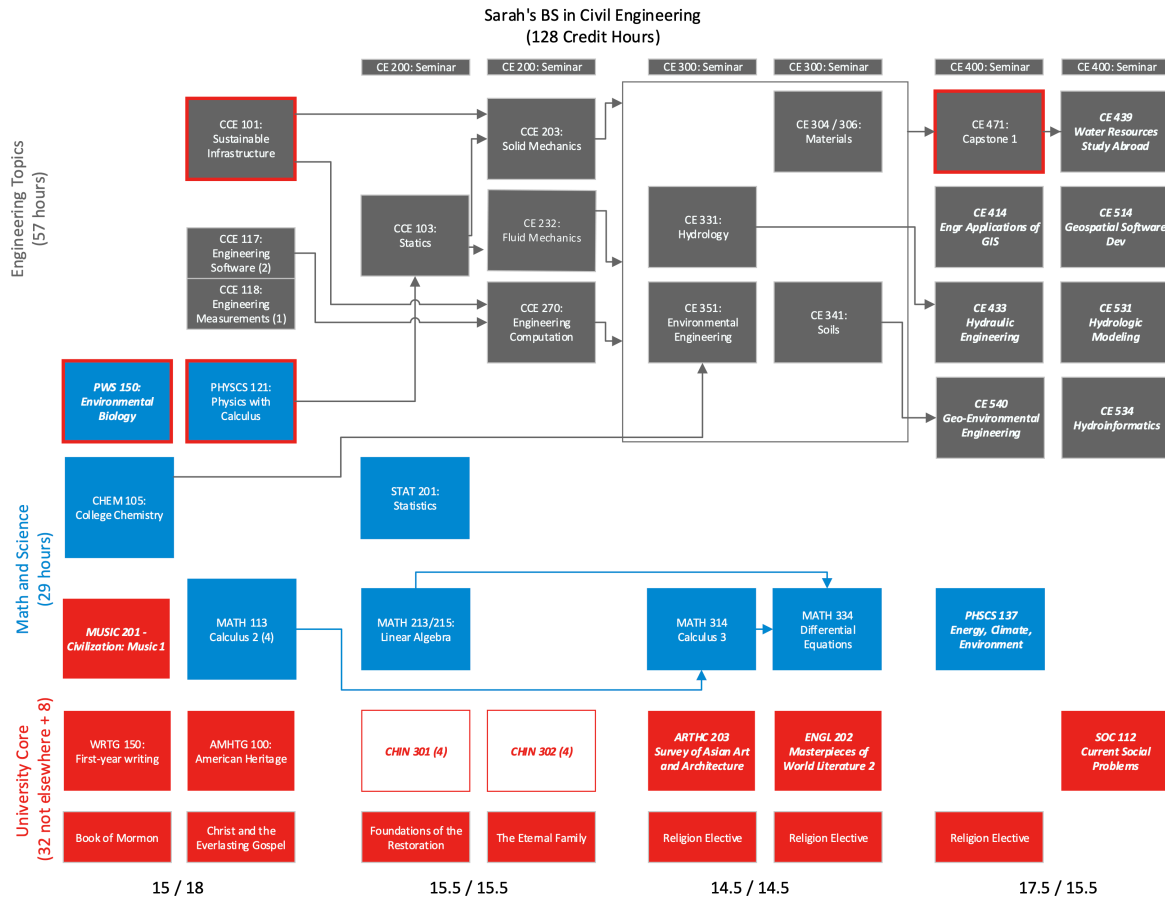 Sarah's BS in Civil Engineering
(128 Credit Hours)
CE 200: Seminar
CE 200: Seminar
CE 300: Seminar
CE 300: Seminar
CE 400: Seminar
CE 400: Seminar
Engineering Topics
(57 hours)
CCE 101:
Sustainable
Infrastructure
CCE 203:
Solid Mechanics
CE 304 / 306:
Materials
CE 471:
Capstone 1
CE 439
Water Resources
Study Abroad
CCE 117:
Engineering
Software (2)
CCE 118:
Engineering
Measurements (1)
CCE 103:
Statics
CE 232:
Fluid Mechanics
CE 331:
Hydrology
CE 414
Engr Applications of
GIS
CE 514
Geospatial Software
Dev
CCE 270:
Engineering
Computation
CE 351:
Environmental
Engineering
CE 341:
Soils
CE 433
Hydraulic
Engineering
CE 531
Hydrologic
Modeling
PWS 150:
Environmental
Biology
PHYSCS 121:
Physics with
Calculus
CE 540
Geo-Environmental
Engineering
CE 534
Hydroinformatics
Math and Science
(29 hours)
CHEM 105:
College Chemistry
STAT 201:
Statistics
MUSIC 201 -
Civilization: Music 1
MATH 113
Calculus 2 (4)
MATH 213/215:
Linear Algebra
MATH 314
Calculus 3
MATH 334
Differential
Equations
PHSCS 137
Energy, Climate,
Environment
University Core
(32 not elsewhere + 8)
WRTG 150:
First-year writing
AMHTG 100:
American Heritage
CHIN 301 (4)
CHIN 302 (4)
ARTHC 203
Survey of Asian Art
and Architecture
ENGL 202
Masterpieces of
World Literature 2
SOC 112
Current Social
Problems
Book of Mormon
Christ and the
Everlasting Gospel
Foundations of the
Restoration
The Eternal Family
Religion Elective
Religion Elective
Religion Elective
15 / 18
15.5 / 15.5
14.5 / 14.5
17.5 / 15.5